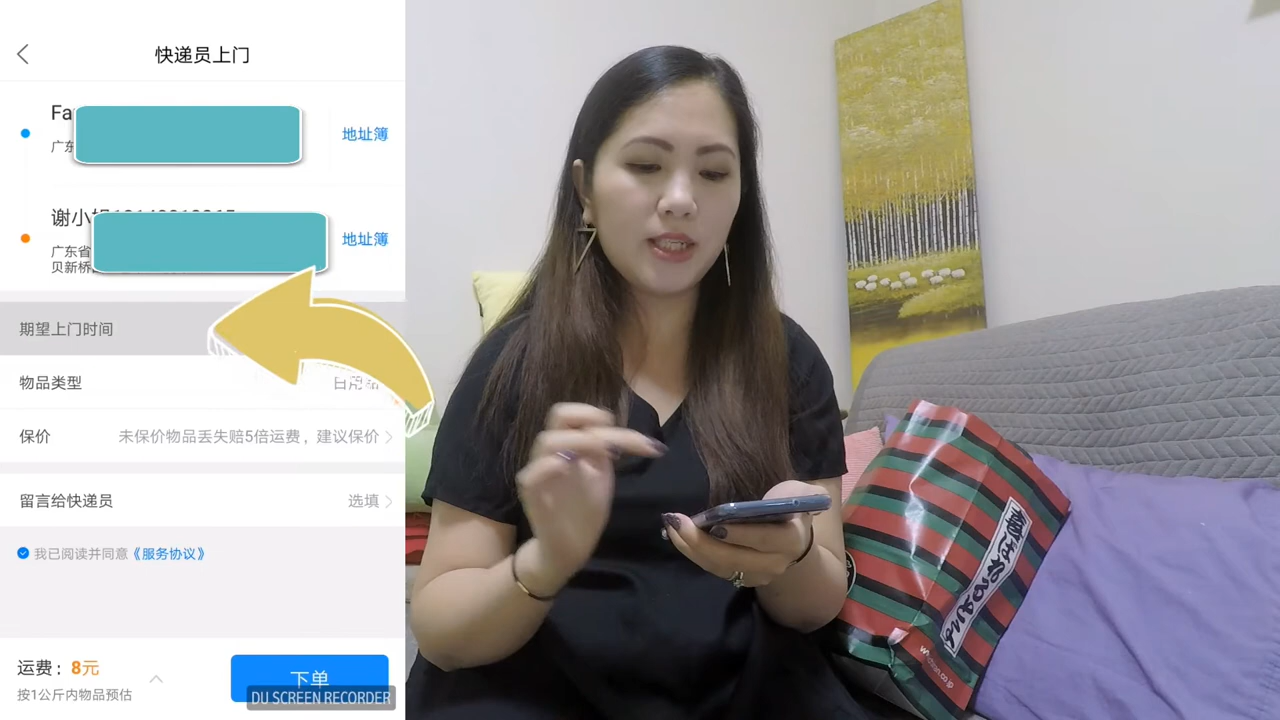 快递员上门
Fa
广东
地址簿
谢小
广东省
贝新桥
地址簿
期望上门时间
物品类型
日用品
保价
未保价物品丢失赔5倍运费，建议保价
留言给快递员
选填
我已阅读并同意《服务协议》
运费：8元
按1公斤内物品预估
下单
DU SCREEN RECORDER